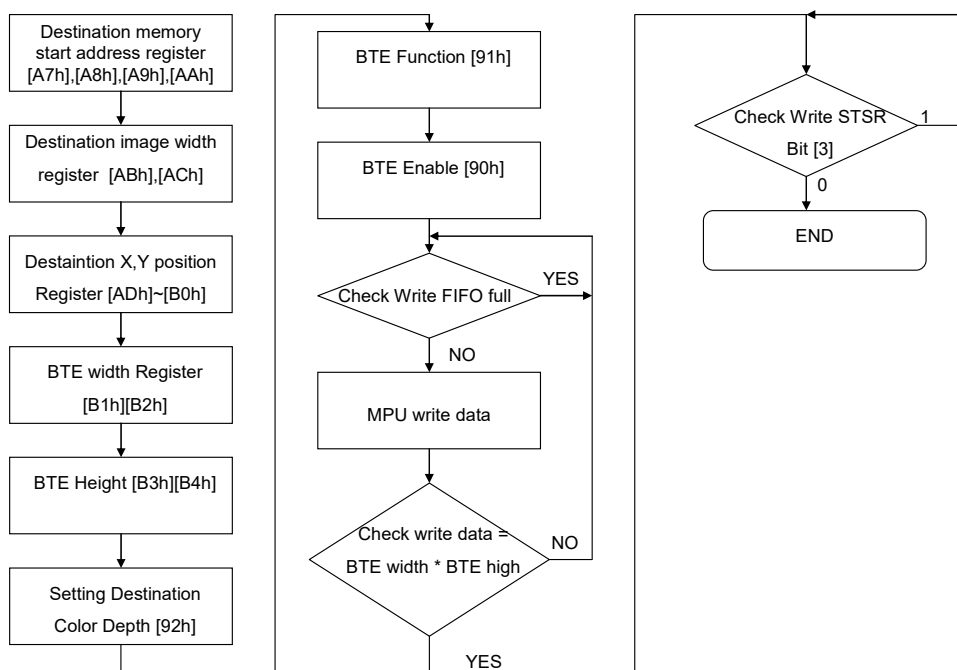 Destination memory
start address register
[A7h],[A8h],[A9h],[AAh]
Destination image width
register [ABh],[ACh]
Destaintion X,Y position
Register [ADh]~[B0h]
BTE width Register
[B1h][B2h]
BTE Height [B3h][B4h]
Setting Destination
Color Depth [92h]
BTE Function [91h]
BTE Enable [90h]
Check Write FIFO full
YES
NO
MPU write data
Check write data =
BTE width * BTE high
NO
YES
Check Write STSR
Bit [3]
1
0
END